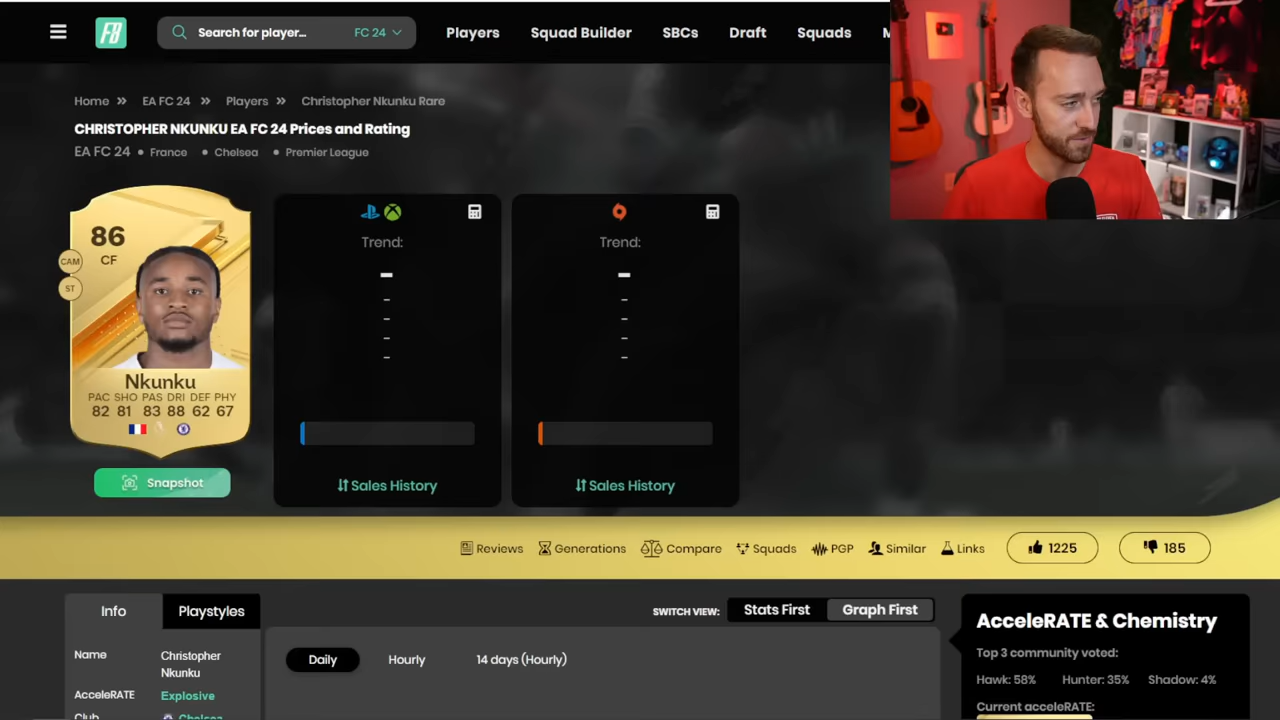 FB Search for player... FC 24 Players Squad Builder SBCs Draft Squads
Home » EA FC 24 » Players » Christopher Nkunku Rare
CHRISTOPHER NKUNKU EA FC 24 Prices and Rating
EA FC 24 • France • Chelsea • Premier League
86
CF
CAM
ST
Nkunku
PAC SHO PAS DRI DEF PHY
82 81 83 88 62 67
Snapshot
Trend:
Sales History
Trend:
Sales History
Reviews Generations Compare Squads PGP Similar Links 1225 185
Info Playstyles
Name Christopher
Nkunku
AcceleRATE Explosive
Club Chelsea
SWITCH VIEW: Stats First Graph First
Daily Hourly 14 days (Hourly)
AcceleRATE & Chemistry
Top 3 community voted:
Hawk: 58% Hunter: 35% Shadow: 4%
Current acceleRATE: